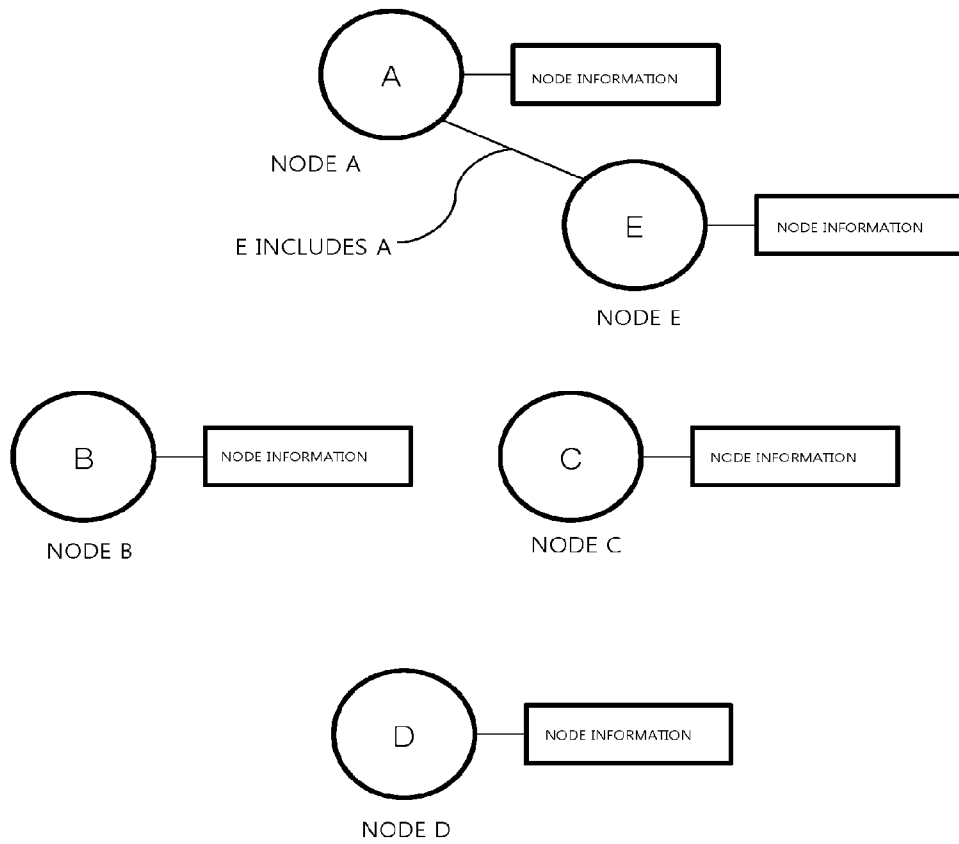 A
NODE INFORMATION
NODE A
E INCLUDES A
E
NODE INFORMATION
NODE E
B
NODE INFORMATION
NODE B
C
NODE INFORMATION
NODE C
D
NODE INFORMATION
NODE D